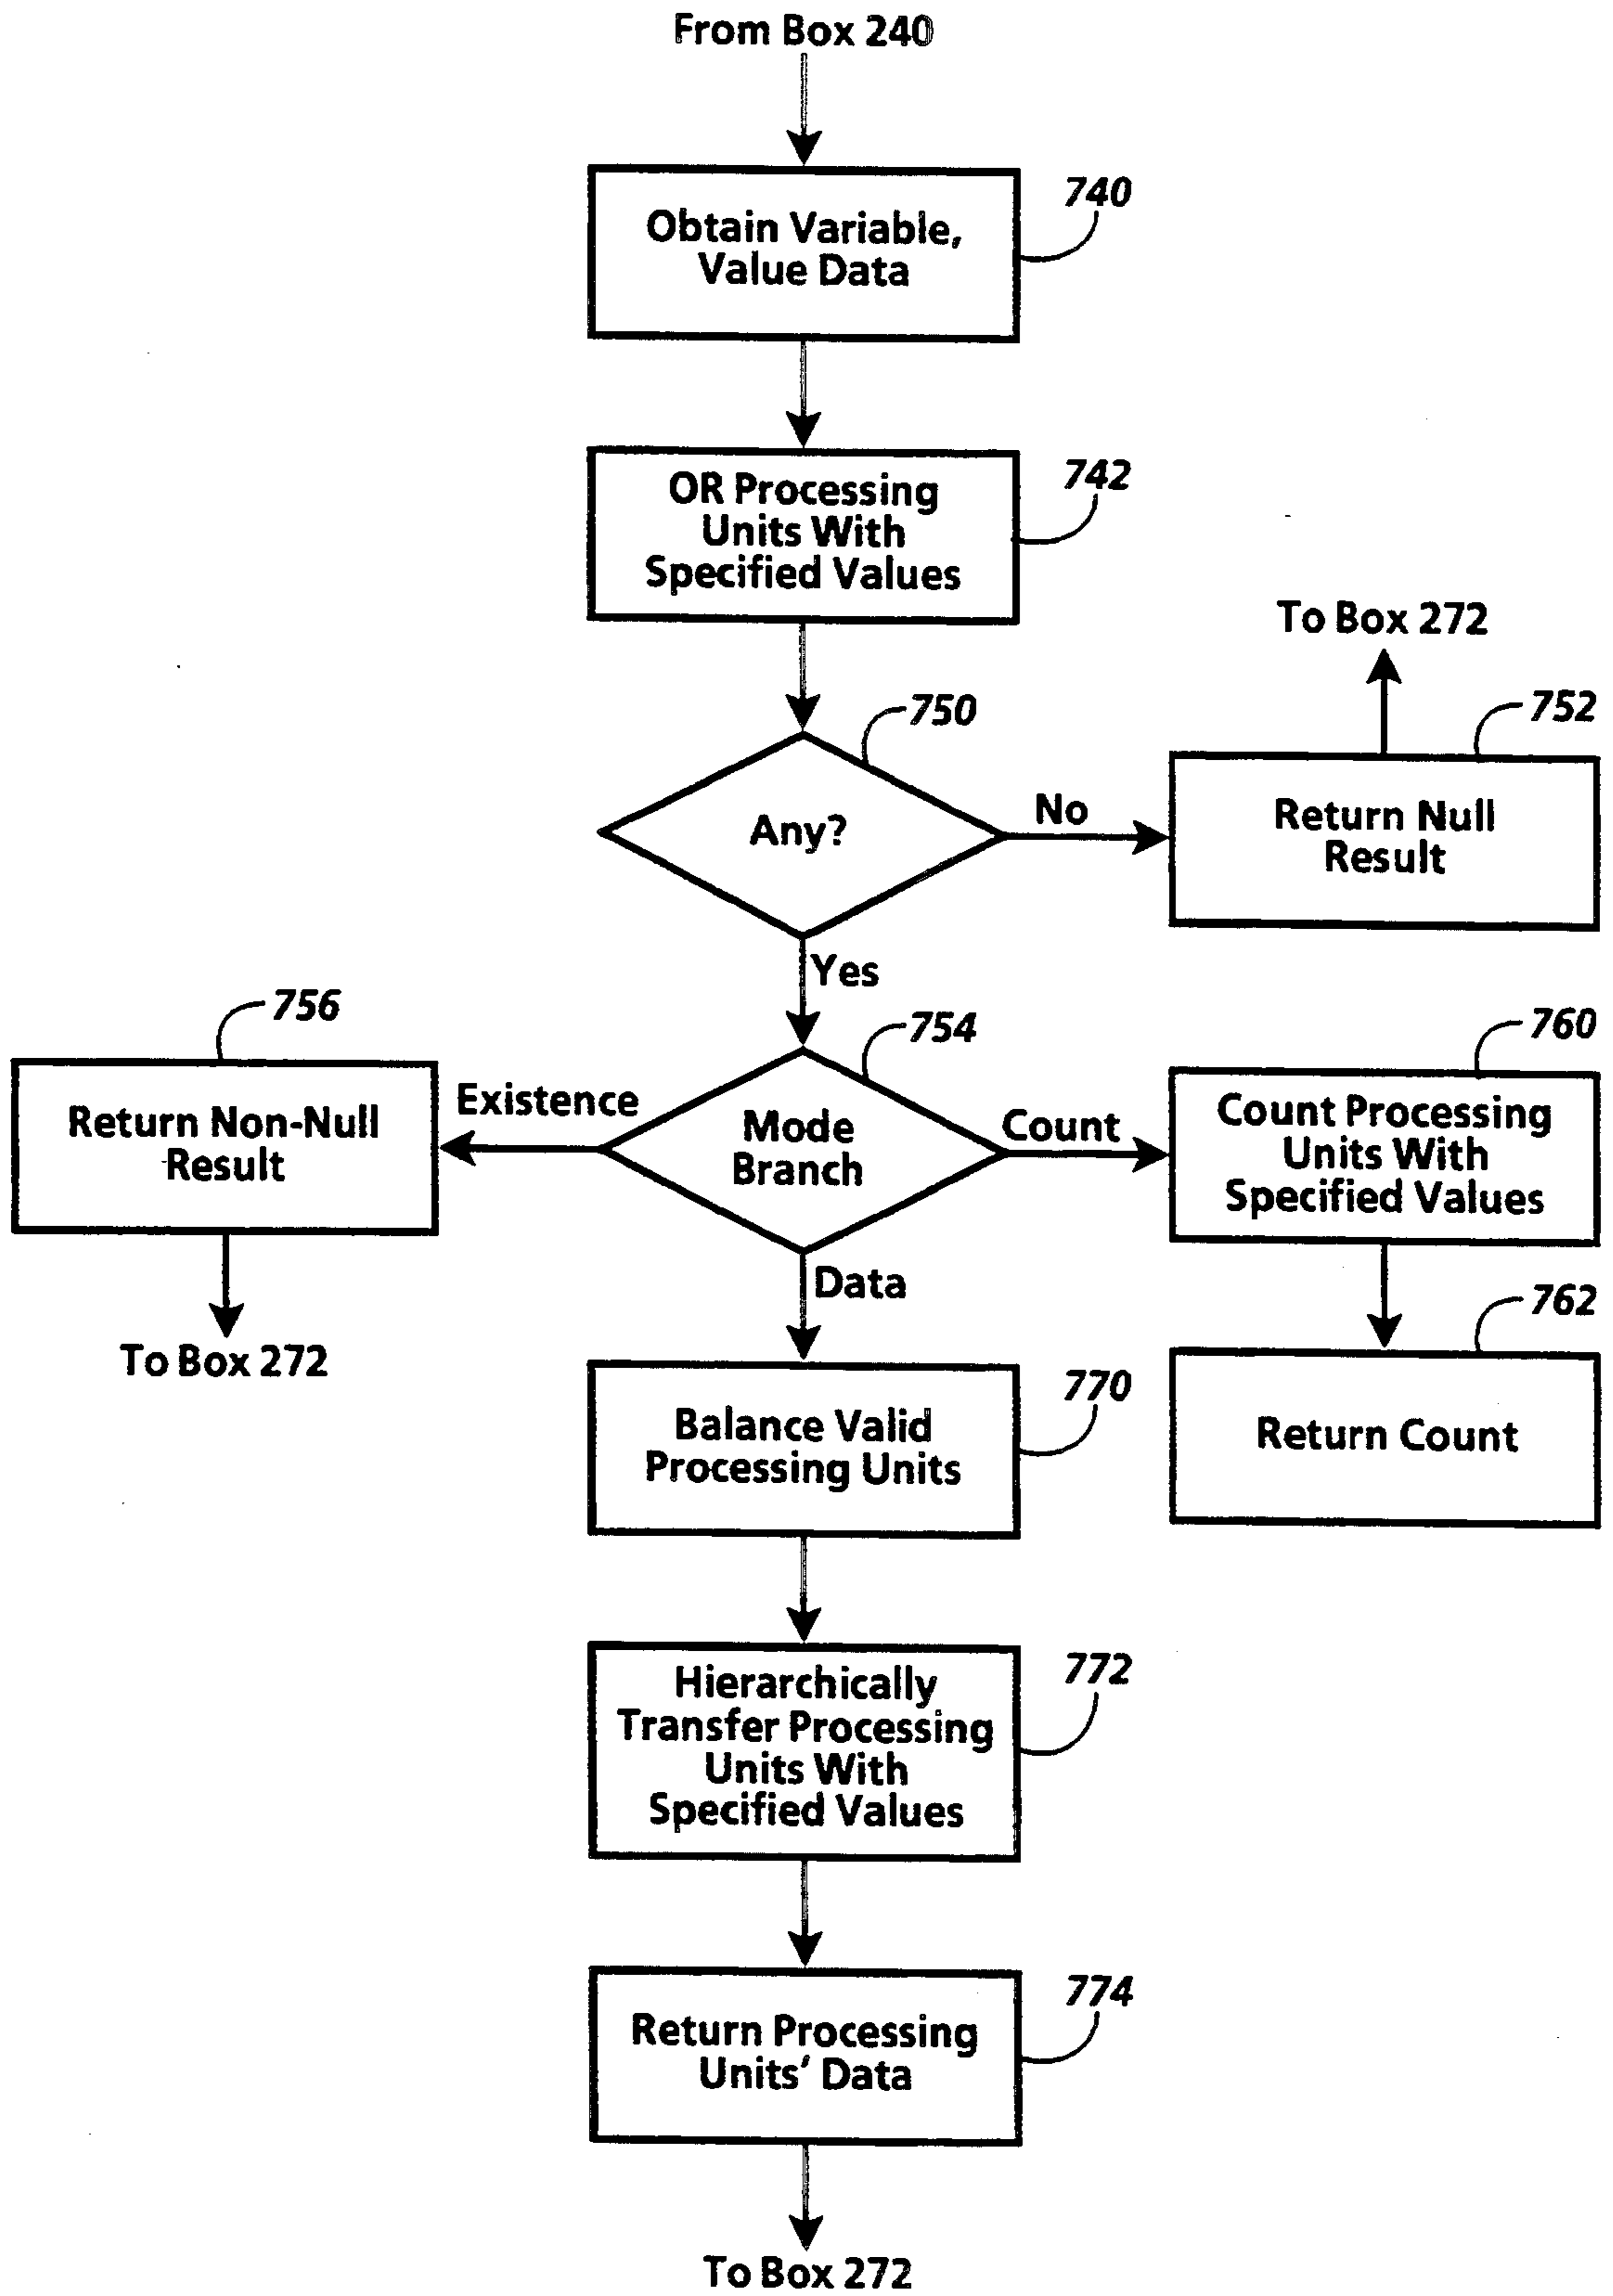 From Box 240
740
Obtain Variable,
Value Data
742
OR Processing
Units With
Specified Values
To Box 272
750
752
Any?
No
Return Null
Result
Yes
756
754
760
Return Non-Null
Result
Existence
Mode
Branch
Count
Count Processing
Units With
Specified Values
Data
762
To Box 272
770
Balance Valid
Processing Units
Return Count
772
Hierarchically
Transfer Processing
Units With
Specified Values
774
Return Processing
Units' Data
To Box 272